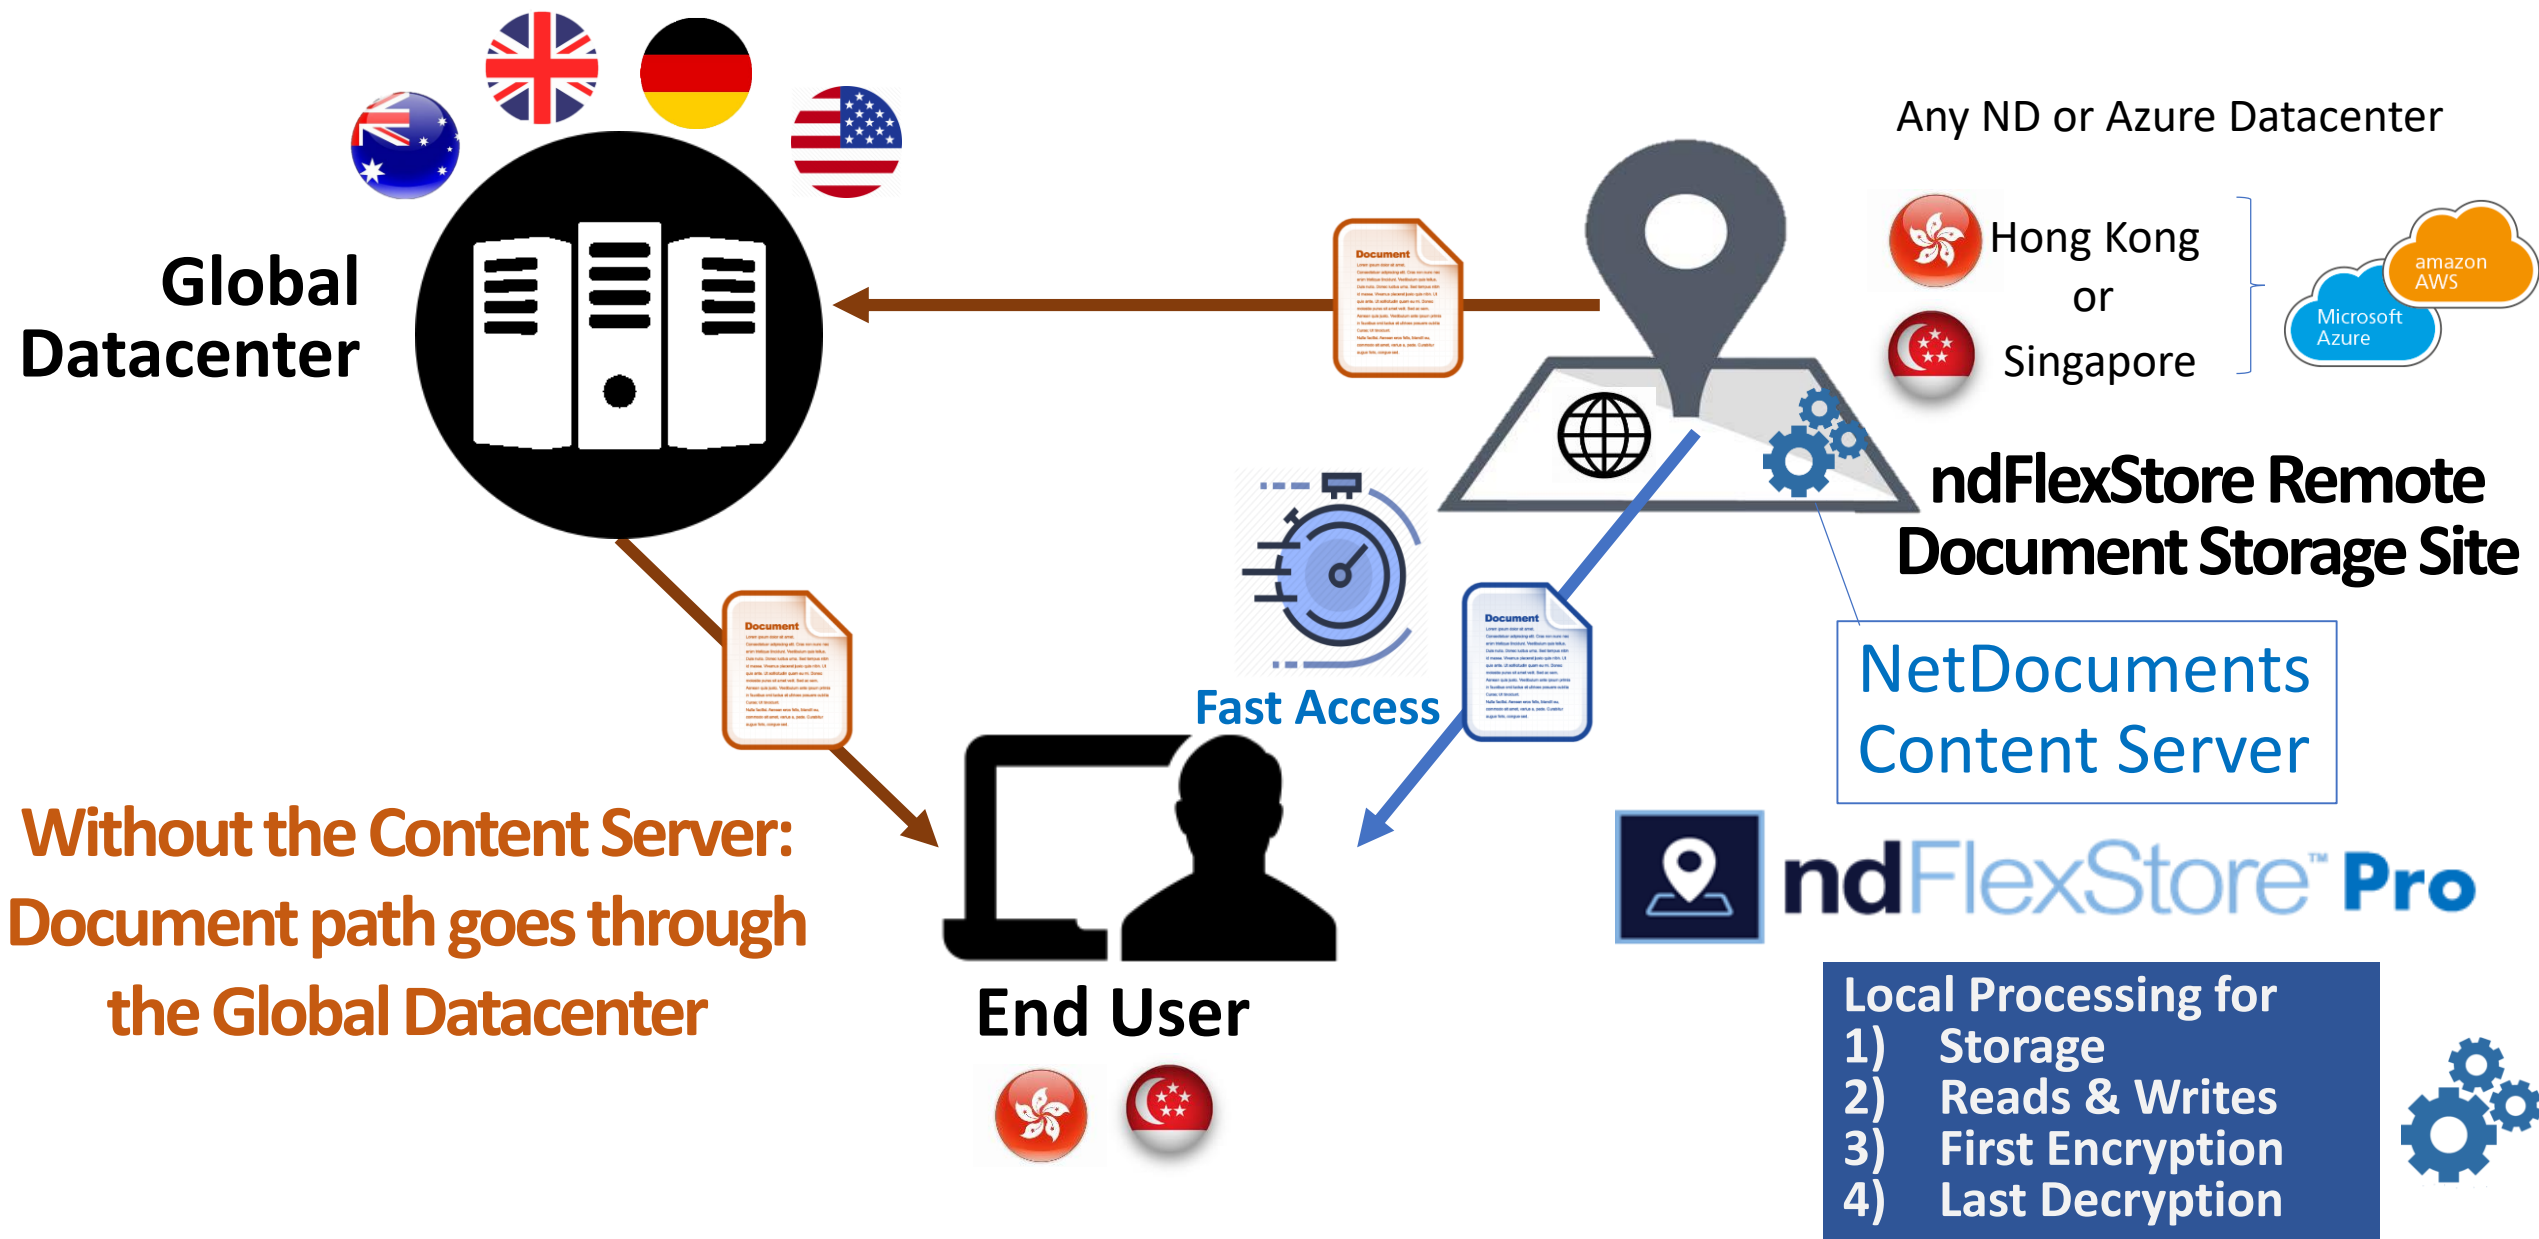 Any ND or Azure Datacenter
Global
Datacenter
Document
Hong Kong
or
Singapore
amazon
AWS
Microsoft
Azure
ndFlexStore Remote
Document Storage Site
Fast Access
Document
Document
NetDocuments
Content Server
Without the Content Server:
Document path goes through
the Global Datacenter
ndFlexStore™ Pro
End User
Local Processing for
1) Storage
2) Reads & Writes
3) First Encryption
4) Last Decryption